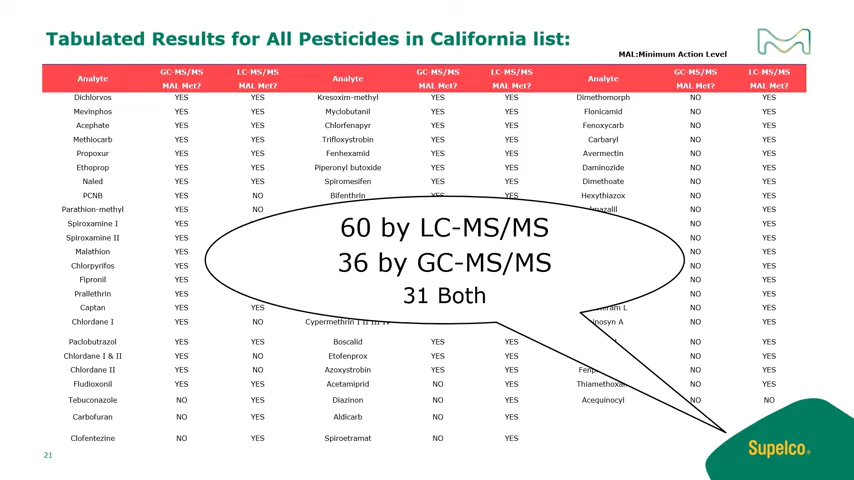 Tabulated Results for All Pesticides in California list:
MAL:Minimum Action Level
Analyte GC-MS/MS MAL Met? LC-MS/MS MAL Met? Analyte GC-MS/MS MAL Met? LC-MS/MS MAL Met? Analyte GC-MS/MS MAL Met? LC-MS/MS MAL Met?
Dichlorvos YES YES Kresoxim-methyl YES YES Dimethomorph NO YES
Mevinphos YES YES Myclobutanil YES YES Flonicamid NO YES
Acephate YES YES Chlorfenapyr YES YES Fenoxycarb NO YES
Methiocarb YES YES Trifloxystrobin YES YES Carbaryl NO YES
Propoxur YES YES Fenhexamid YES YES Avermectin NO YES
Ethoprop YES YES Piperonyl butoxide YES YES Daminozide NO YES
Naled YES YES Spiromesifen YES YES Dimethoate NO YES
PCNB YES NO Bifenthrin YES YES Hexythiazox NO YES
Parathion-methyl YES NO NO YES
Spiroxamine I YES NO YES
Spiroxamine II YES NO YES
Malathion YES NO YES
Chlorpyrifos YES NO YES
Fipronil YES NO YES
Prallethrin YES NO YES
Captan YES YES NO YES
Chlordane I YES NO Cypermethrin I II III IV NO YES
Paclobutrazol YES YES Boscalid YES YES NO YES
Chlordane I & II YES NO Etofenprox YES YES NO YES
Chlordane II YES NO Azoxystrobin YES YES NO YES
Fludioxonil YES YES Acetamiprid NO YES NO YES
Tebuconazole NO YES Diazinon NO YES Acequinocyl NO NO
Carbofuran NO YES Aldicarb NO YES
Clofentezine NO YES Spiroetramat NO YES
60 by LC-MS/MS
36 by GC-MS/MS
31 Both
21
Supelco®